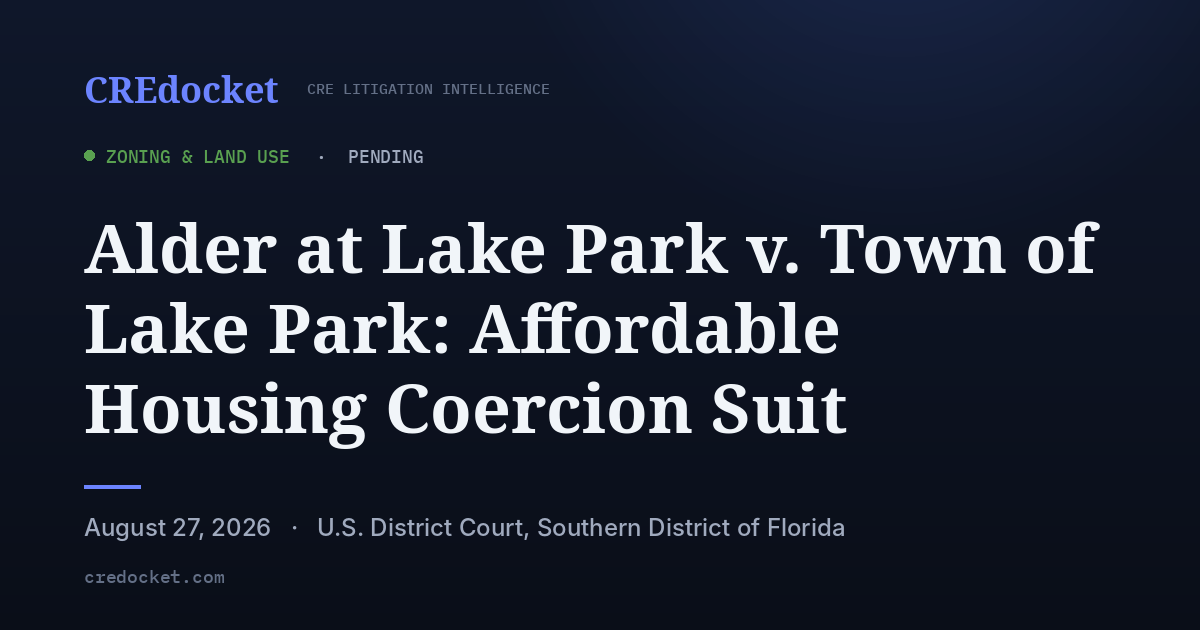 CREdocket CRE LITIGATION INTELLIGENCE
ZONING & LAND USE · PENDING
Alder at Lake Park v. Town of
Lake Park: Affordable
Housing Coercion Suit
August 27, 2026 · U.S. District Court, Southern District of Florida
credocket.com